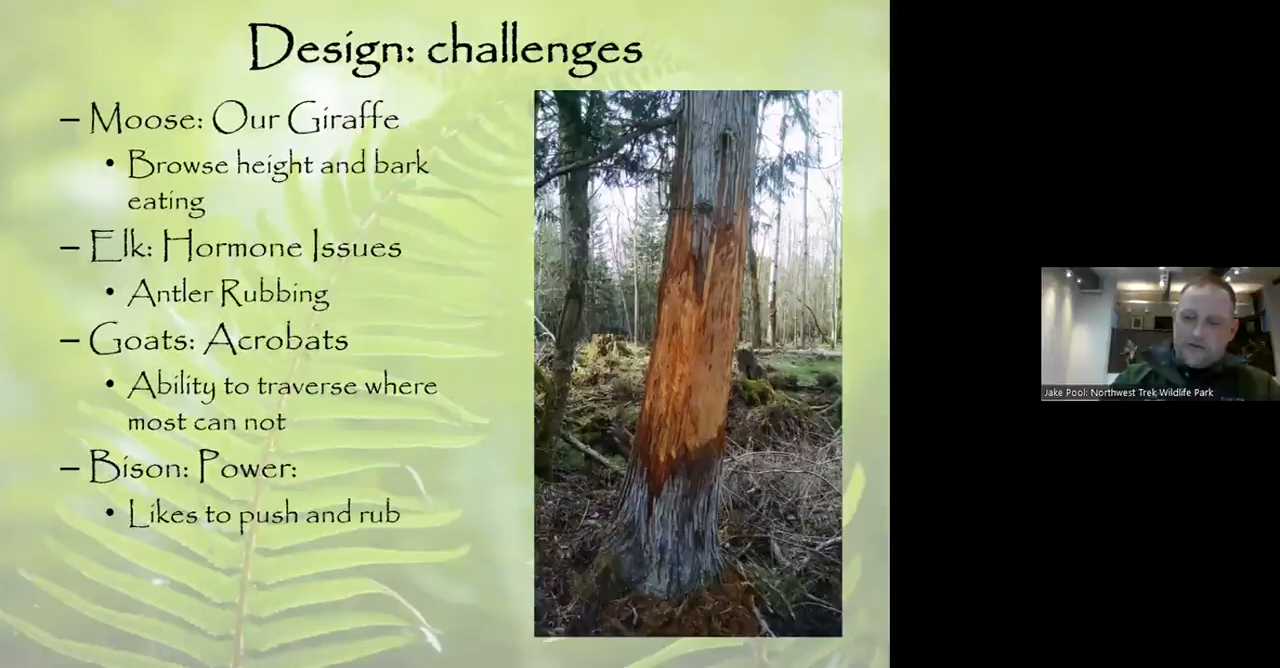 Design: challenges
– Moose: Our Giraffe
• Browse height and bark
eating
– Elk: Hormone Issues
• Antler Rubbing
– Goats: Acrobats
• Ability to traverse where
most can not
– Bison: Power:
• Likes to push and rub
Jake Pool: Northwest Trek Wildlife Park